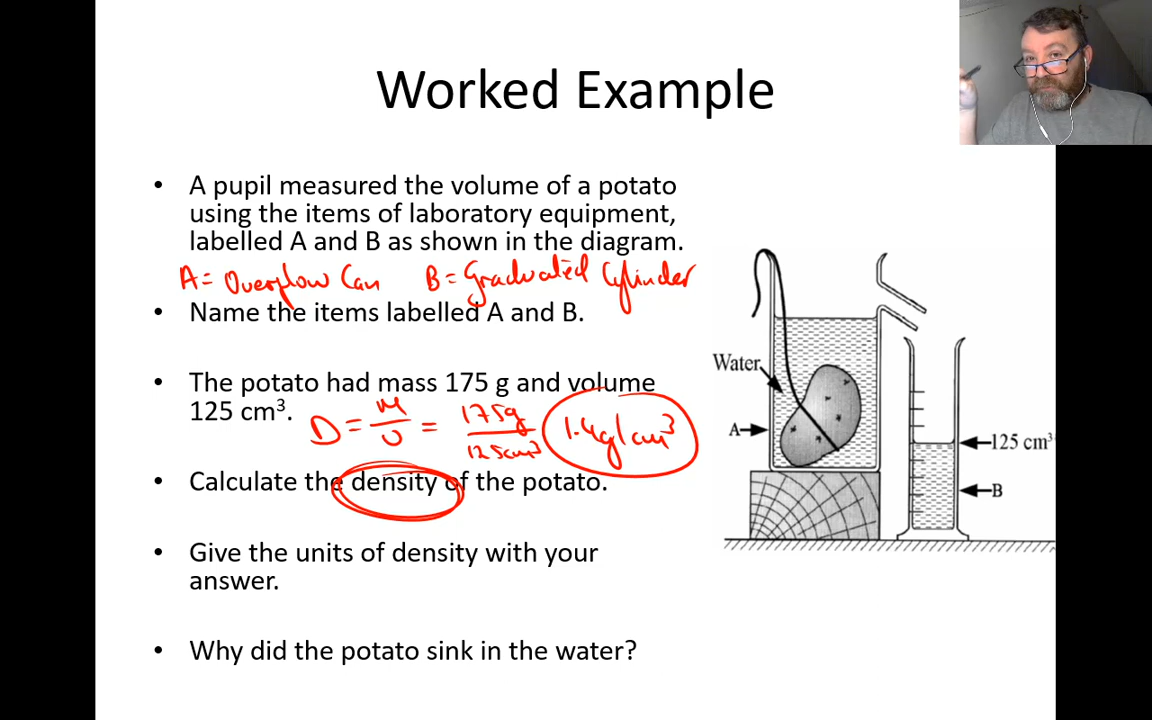 Worked Example
• A pupil measured the volume of a potato
using the items of laboratory equipment,
labelled A and B as shown in the diagram.
A = Overflow Can B = Graduated Cylinder
• Name the items labelled A and B.
• The potato had mass 175 g and volume
125 cm³.
D = M/V = 175g/125cm³ 1.4g/cm³
• Calculate the density of the potato.
• Give the units of density with your
answer.
• Why did the potato sink in the water?
Water
A
125 cm³
B